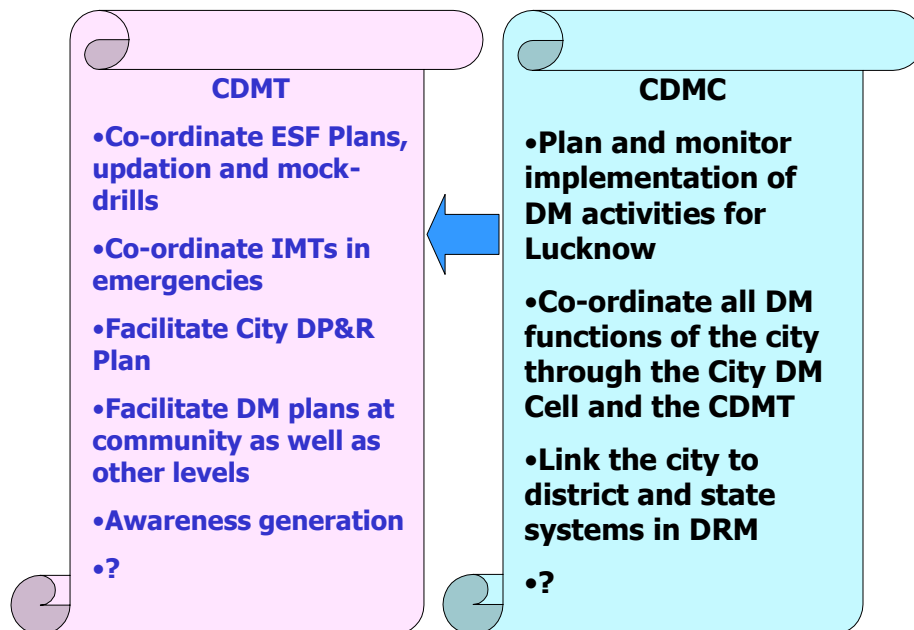 CDMT
•Co-ordinate ESF Plans,
updation and mock-
drills
•Co-ordinate IMTs in
emergencies
•Facilitate City DP&R
Plan
•Facilitate DM plans at
community as well as
other levels
•Awareness generation
•?
CDMC
•Plan and monitor
implementation of
DM activities for
Lucknow
•Co-ordinate all DM
functions of the city
through the City DM
Cell and the CDMT
•Link the city to
district and state
systems in DRM
•?